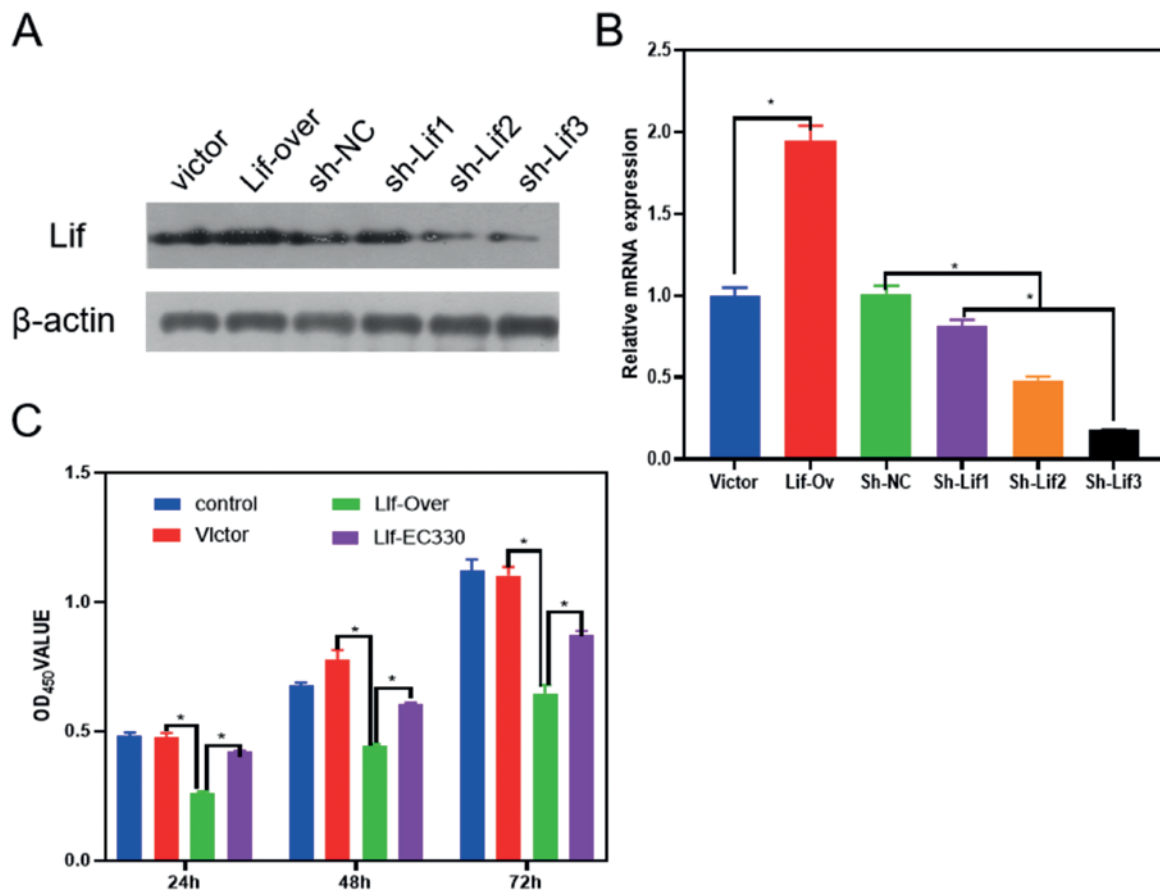 A
victor
Lif-over
sh-NC
sh-Lif1
sh-Lif2
sh-Lif3
Lif
β-actin
B
Relative mRNA expression
2.5
2.0
1.5
1.0
0.5
0.0
*
*
*
Victor
Lif-Ov
Sh-NC
Sh-Lif1
Sh-Lif2
Sh-Lif3
C
OD450VALUE
1.5
1.0
0.5
0.0
control
VIctor
LIf-Over
LIf-EC330
*
*
*
*
*
*
24h
48h
72h